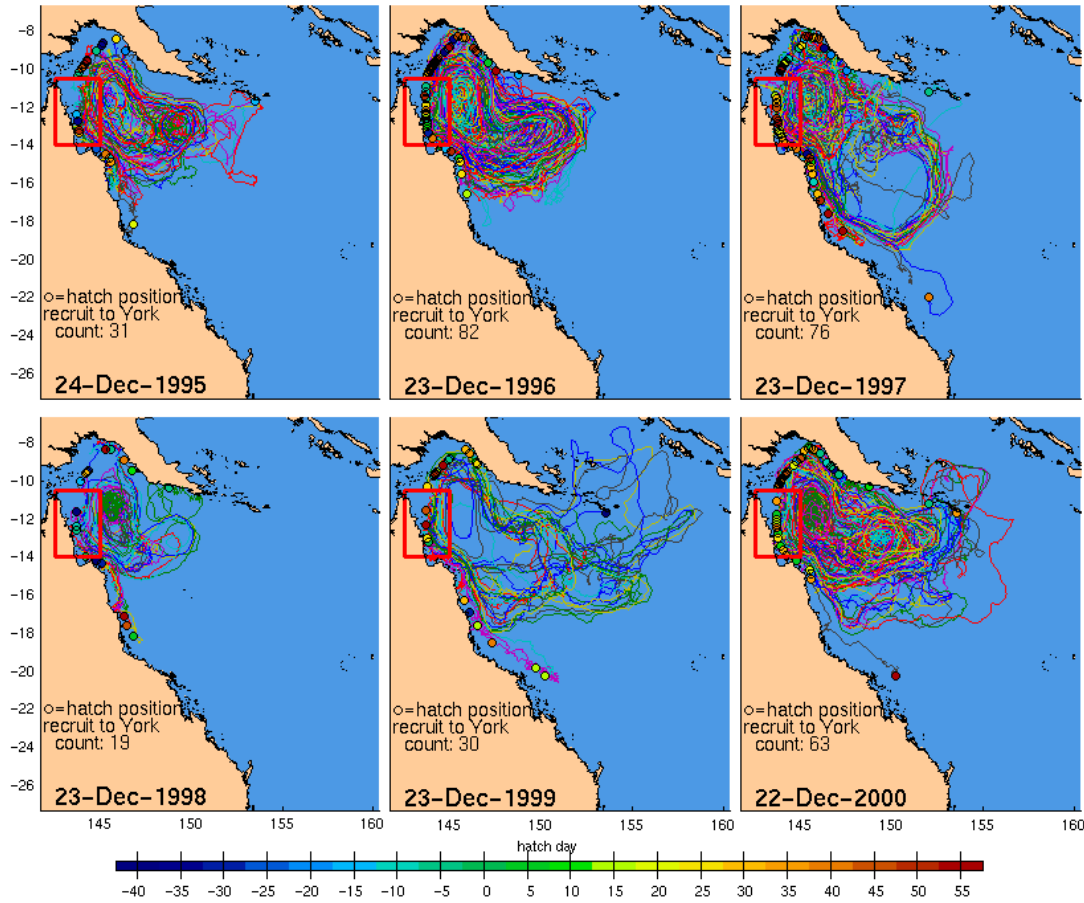 -8
-10
-12
-14
-16
-18
-20
-22
-24
-26
o=hatch position
recruit to York
count: 31
24-Dec-1995
o=hatch position
recruit to York
count: 82
23-Dec-1996
o=hatch position
recruit to York
count: 76
23-Dec-1997
-8
-10
-12
-14
-16
-18
-20
-22
-24
-26
o=hatch position
recruit to York
count: 19
23-Dec-1998
o=hatch position
recruit to York
count: 30
23-Dec-1999
o=hatch position
recruit to York
count: 63
22-Dec-2000
145 150 155 160 145 150 155 160 145 150 155 160
hatch day
-40 -35 -30 -25 -20 -15 -10 -5 0 5 10 15 20 25 30 35 40 45 50 55